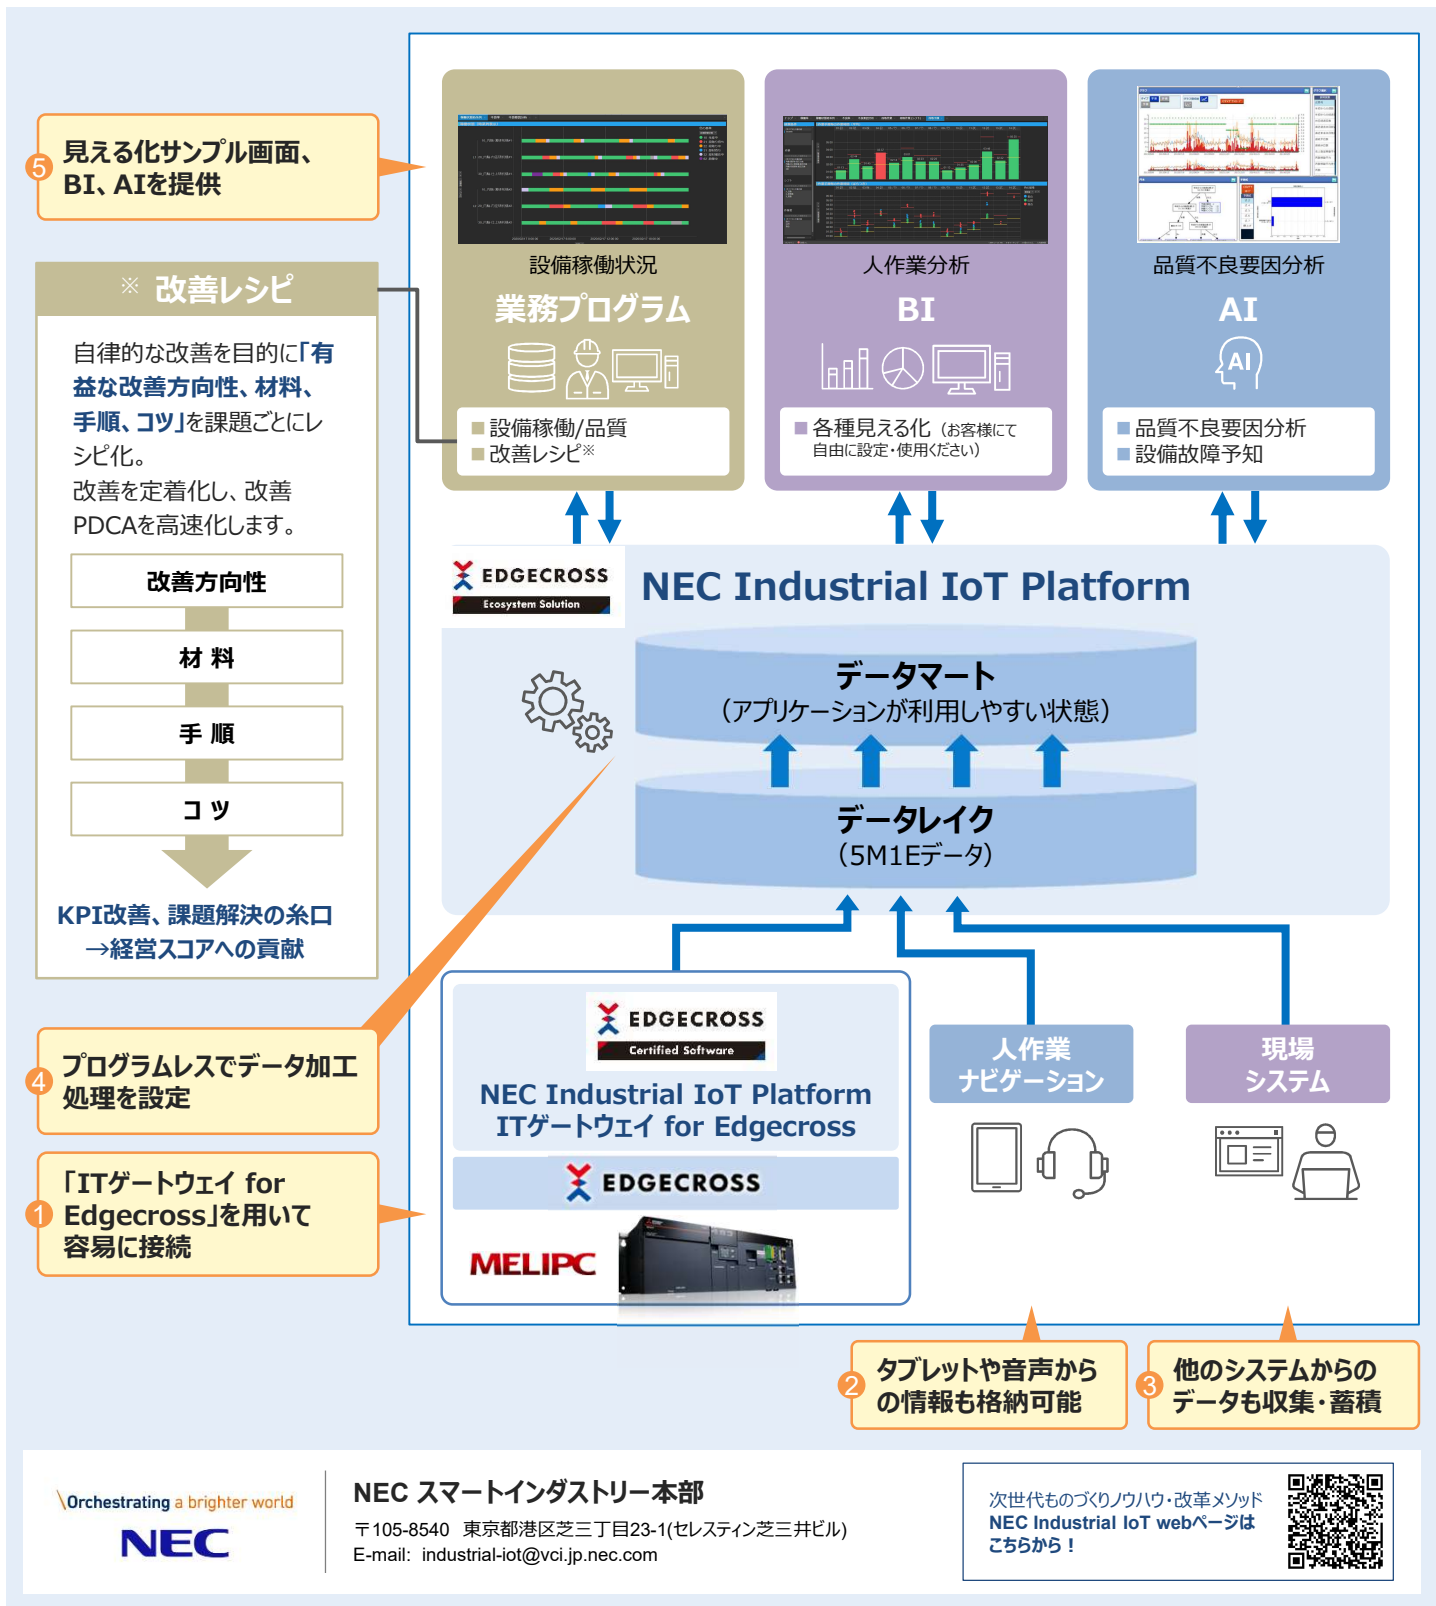 5
見える化サンプル画面、
BI、AIを提供
※ 改善レシピ
自律的な改善を目的に「有
益な改善方向性、材料、
手順、コツ」を課題ごとにレ
シピ化。
改善を定着化し、改善
PDCAを高速化します。
改善方向性
材 料
手 順
コ ツ
KPI改善、課題解決の糸口
→経営スコアへの貢献
設備稼働状況
業務プログラム
■設備稼働/品質
■改善レシピ※
人作業分析
BI
■各種見える化（お客様にて
自由に設定・使用ください）
品質不良要因分析
AI
AI
■品質不良要因分析
■設備故障予知
EDGECROSS
Ecosystem Solution
NEC Industrial IoT Platform
データマート
（アプリケーションが利用しやすい状態）
データレイク
（5M1Eデータ）
4
プログラムレスでデータ加工
処理を設定
1
「ITゲートウェイ for
Edgecross」を用いて
容易に接続
EDGECROSS
Certified Software
NEC Industrial IoT Platform
ITゲートウェイ for Edgecross
EDGECROSS
MELIPC
人作業
ナビゲーション
現場
システム
2
タブレットや音声から
の情報も格納可能
3
他のシステムからの
データも収集・蓄積
\Orchestrating a brighter world
NEC
NEC スマートインダストリー本部
〒105-8540 東京都港区芝三丁目23-1(セレスティン芝三井ビル)
E-mail: industrial-iot@vci.jp.nec.com
次世代ものづくりノウハウ・改革メソッド
NEC Industrial IoT webページは
こちらから！